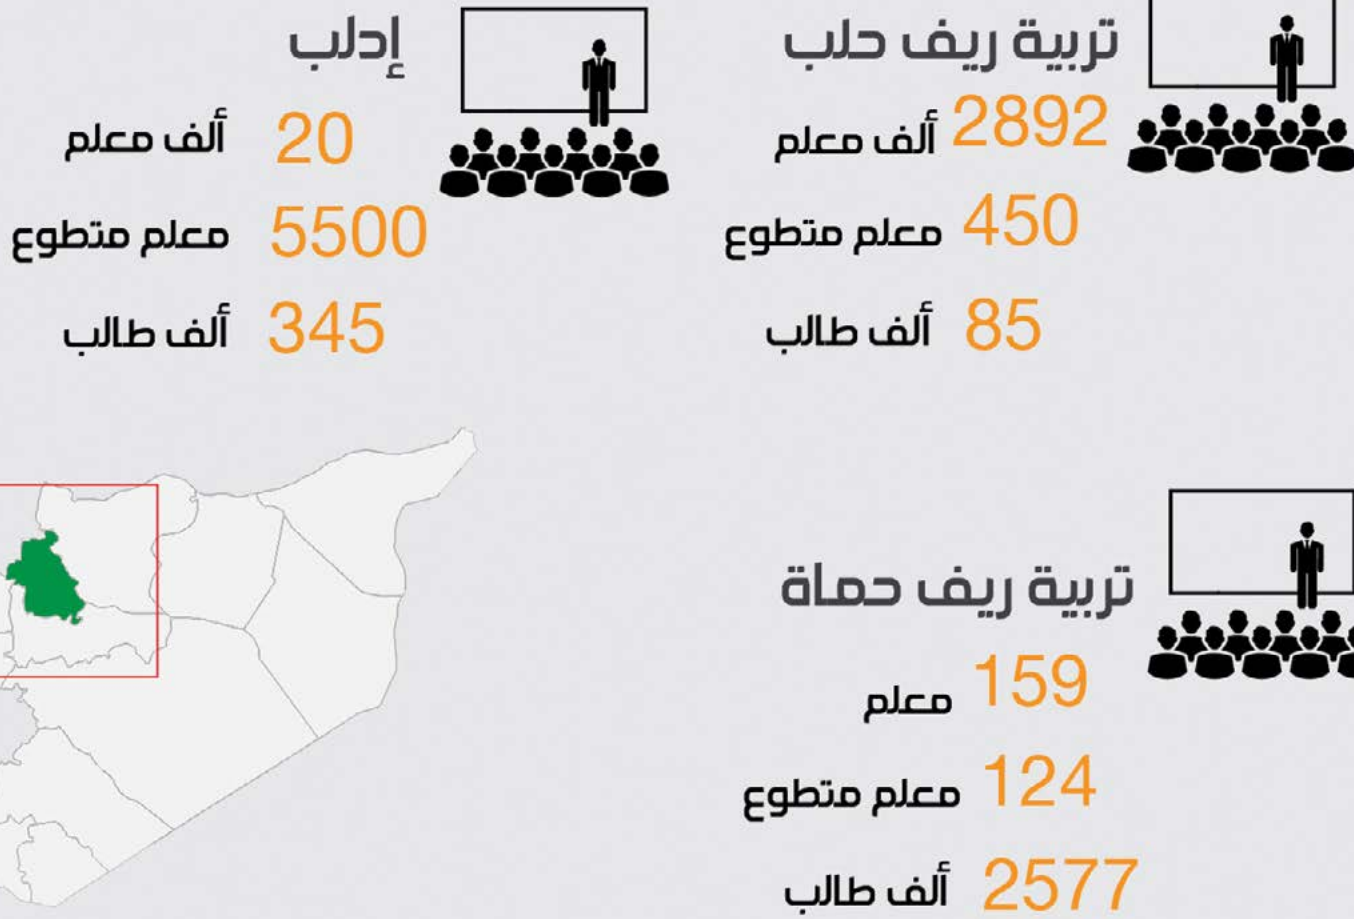 تربية ريف حلب
2892 ألف معلم
450 معلم متطوع
85 ألف طالب
إدلب
20 ألف معلم
5500 معلم متطوع
345 ألف طالب
تربية ريف حماة
159 معلم
124 معلم متطوع
2577 ألف طالب